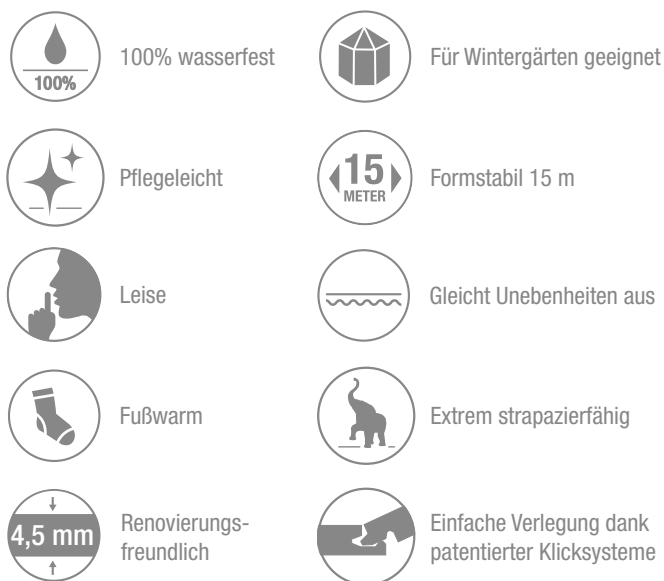 100%
100% wasserfest
Für Wintergärten geeignet
Pflegeleicht
15
METER
Formstabil 15 m
Leise
Gleicht Unebenheiten aus
Fußwarm
Extrem strapazierfähig
4,5 mm
Renovierungs-
freundlich
Einfache Verlegung dank
patentierter Klicksysteme